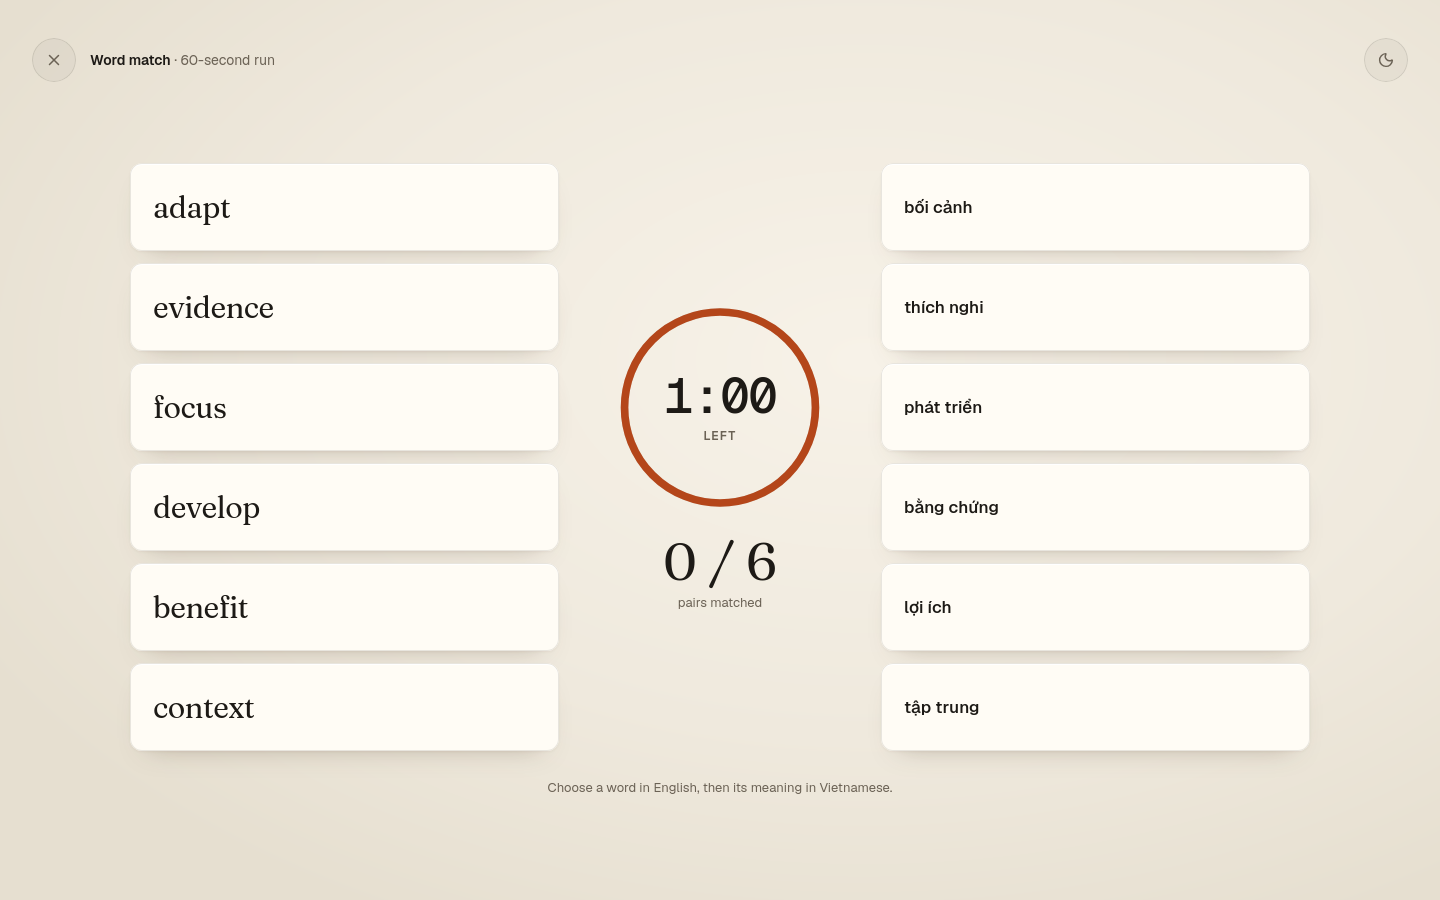 Word match · 60-second run
adapt
evidence
focus
develop
benefit
context
1:00
LEFT
0 / 6
pairs matched
bối cảnh
thích nghi
phát triển
bằng chứng
lợi ích
tập trung
Choose a word in English, then its meaning in Vietnamese.